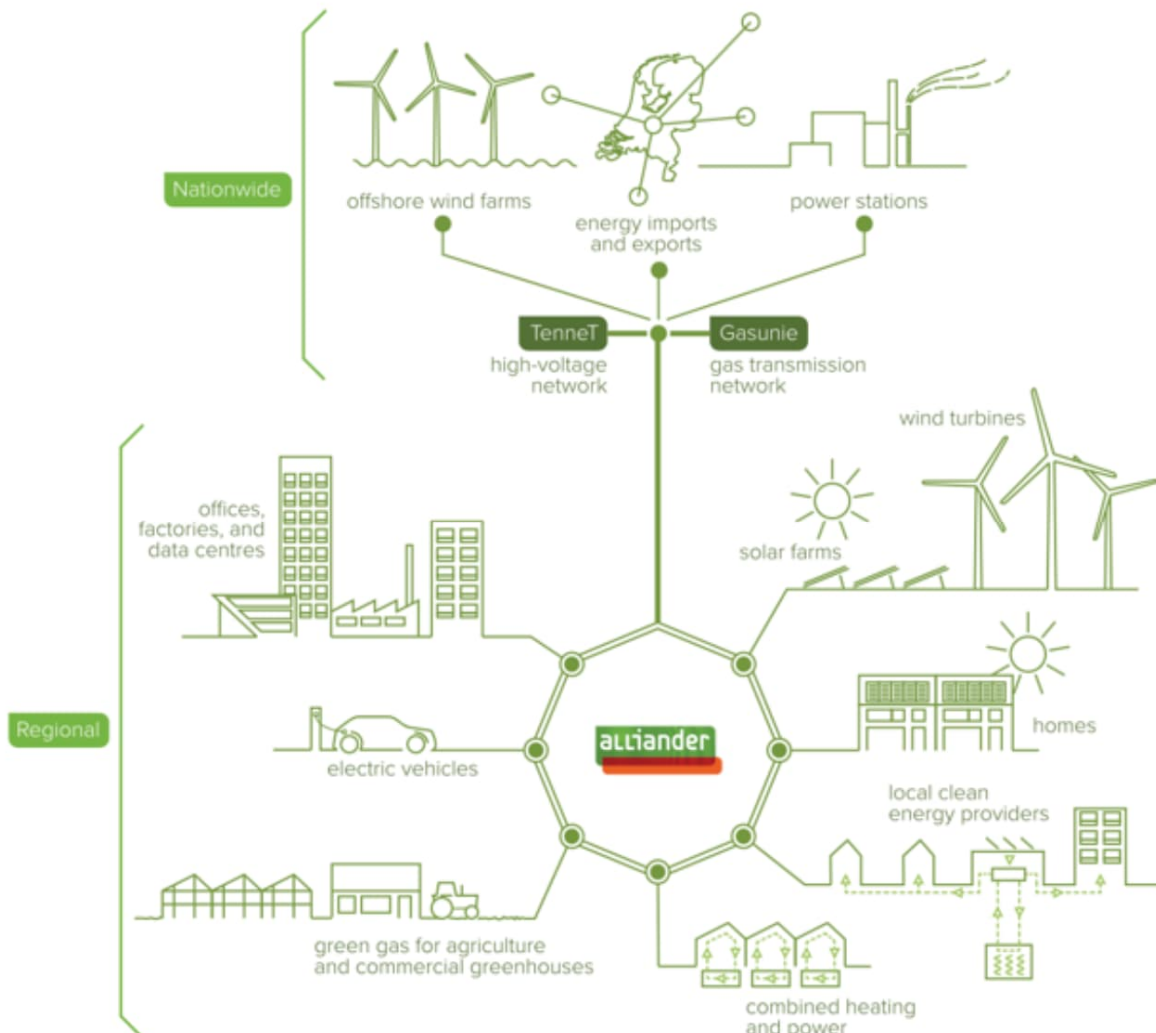 Nationwide
offshore wind farms
energy imports
and exports
power stations
TenneT
high-voltage
network
Gasunie
gas transmission
network
wind turbines
solar farms
offices,
factories, and
data centres
Regional
alliander
homes
electric vehicles
local clean
energy providers
green gas for agriculture
and commercial greenhouses
combined heating
and power